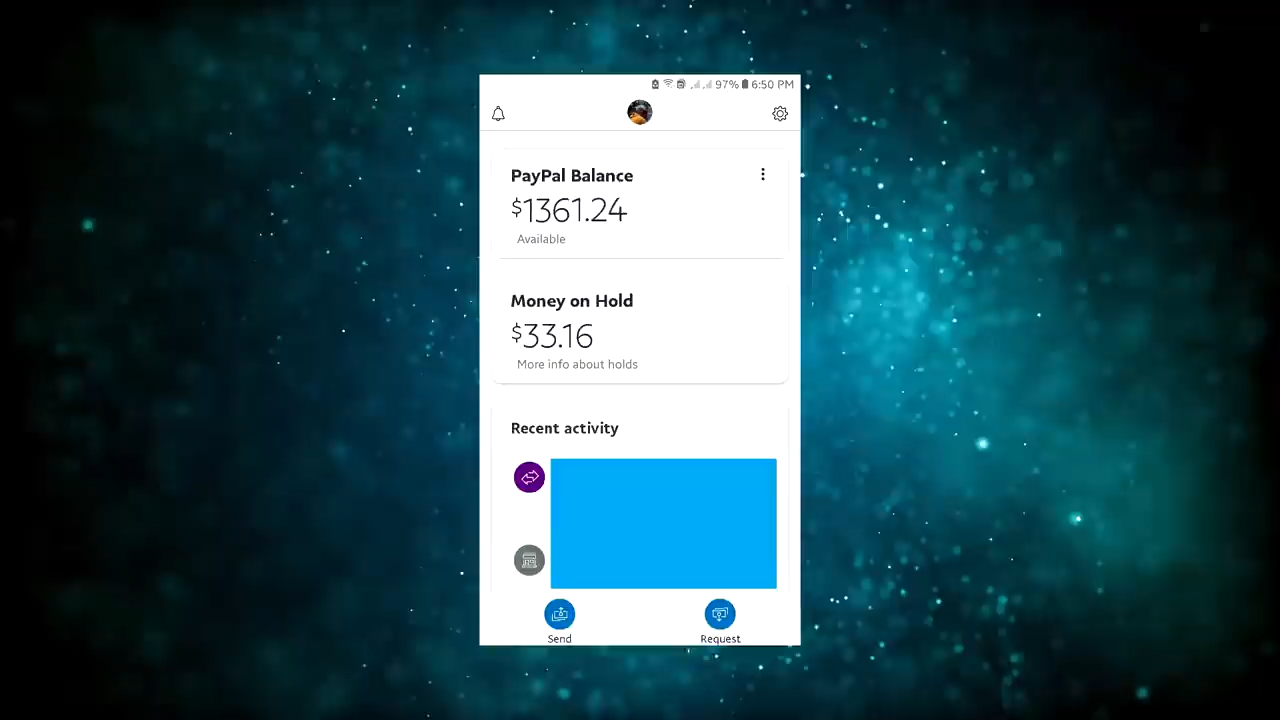 97% 6:50 PM
PayPal Balance
$1361.24
Available
Money on Hold
$33.16
More info about holds
Recent activity
Send
Request